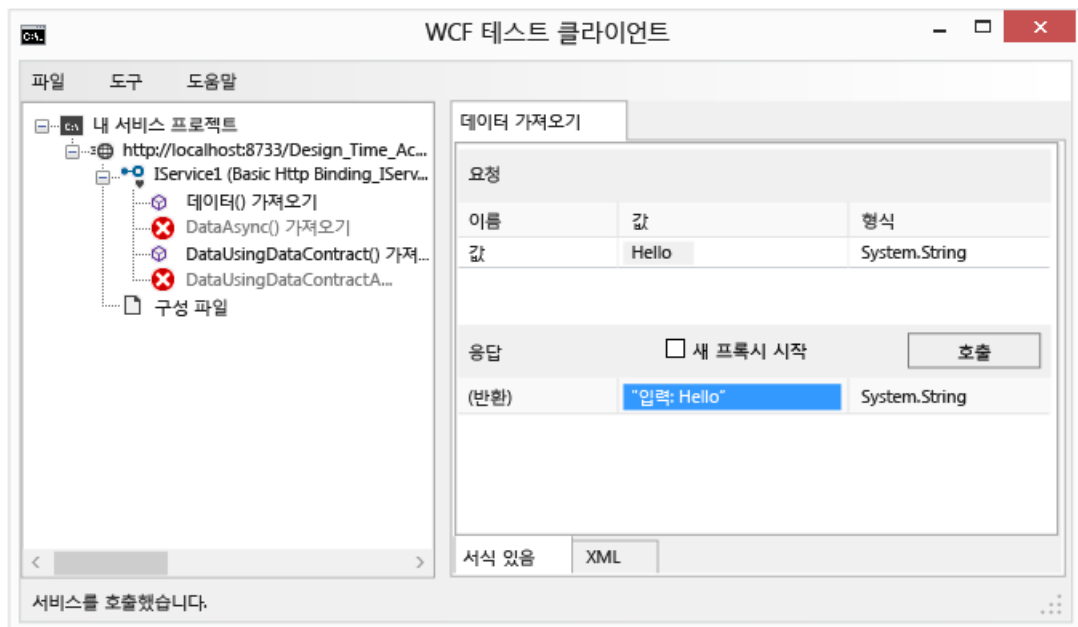 WCF 테스트 클라이언트
파일 도구 도움말
내 서비스 프로젝트
http://localhost:8733/Design_Time_Ac...
IService1 (Basic Http Binding_IServ...
데이터() 가져오기
DataAsync() 가져오기
DataUsingDataContract() 가져...
DataUsingDataContractA...
구성 파일
데이터 가져오기
요청
이름 값 형식
값 Hello System.String
응답 새 프록시 시작 호출
(반환) "입력: Hello" System.String
서식 있음 XML
서비스를 호출했습니다.